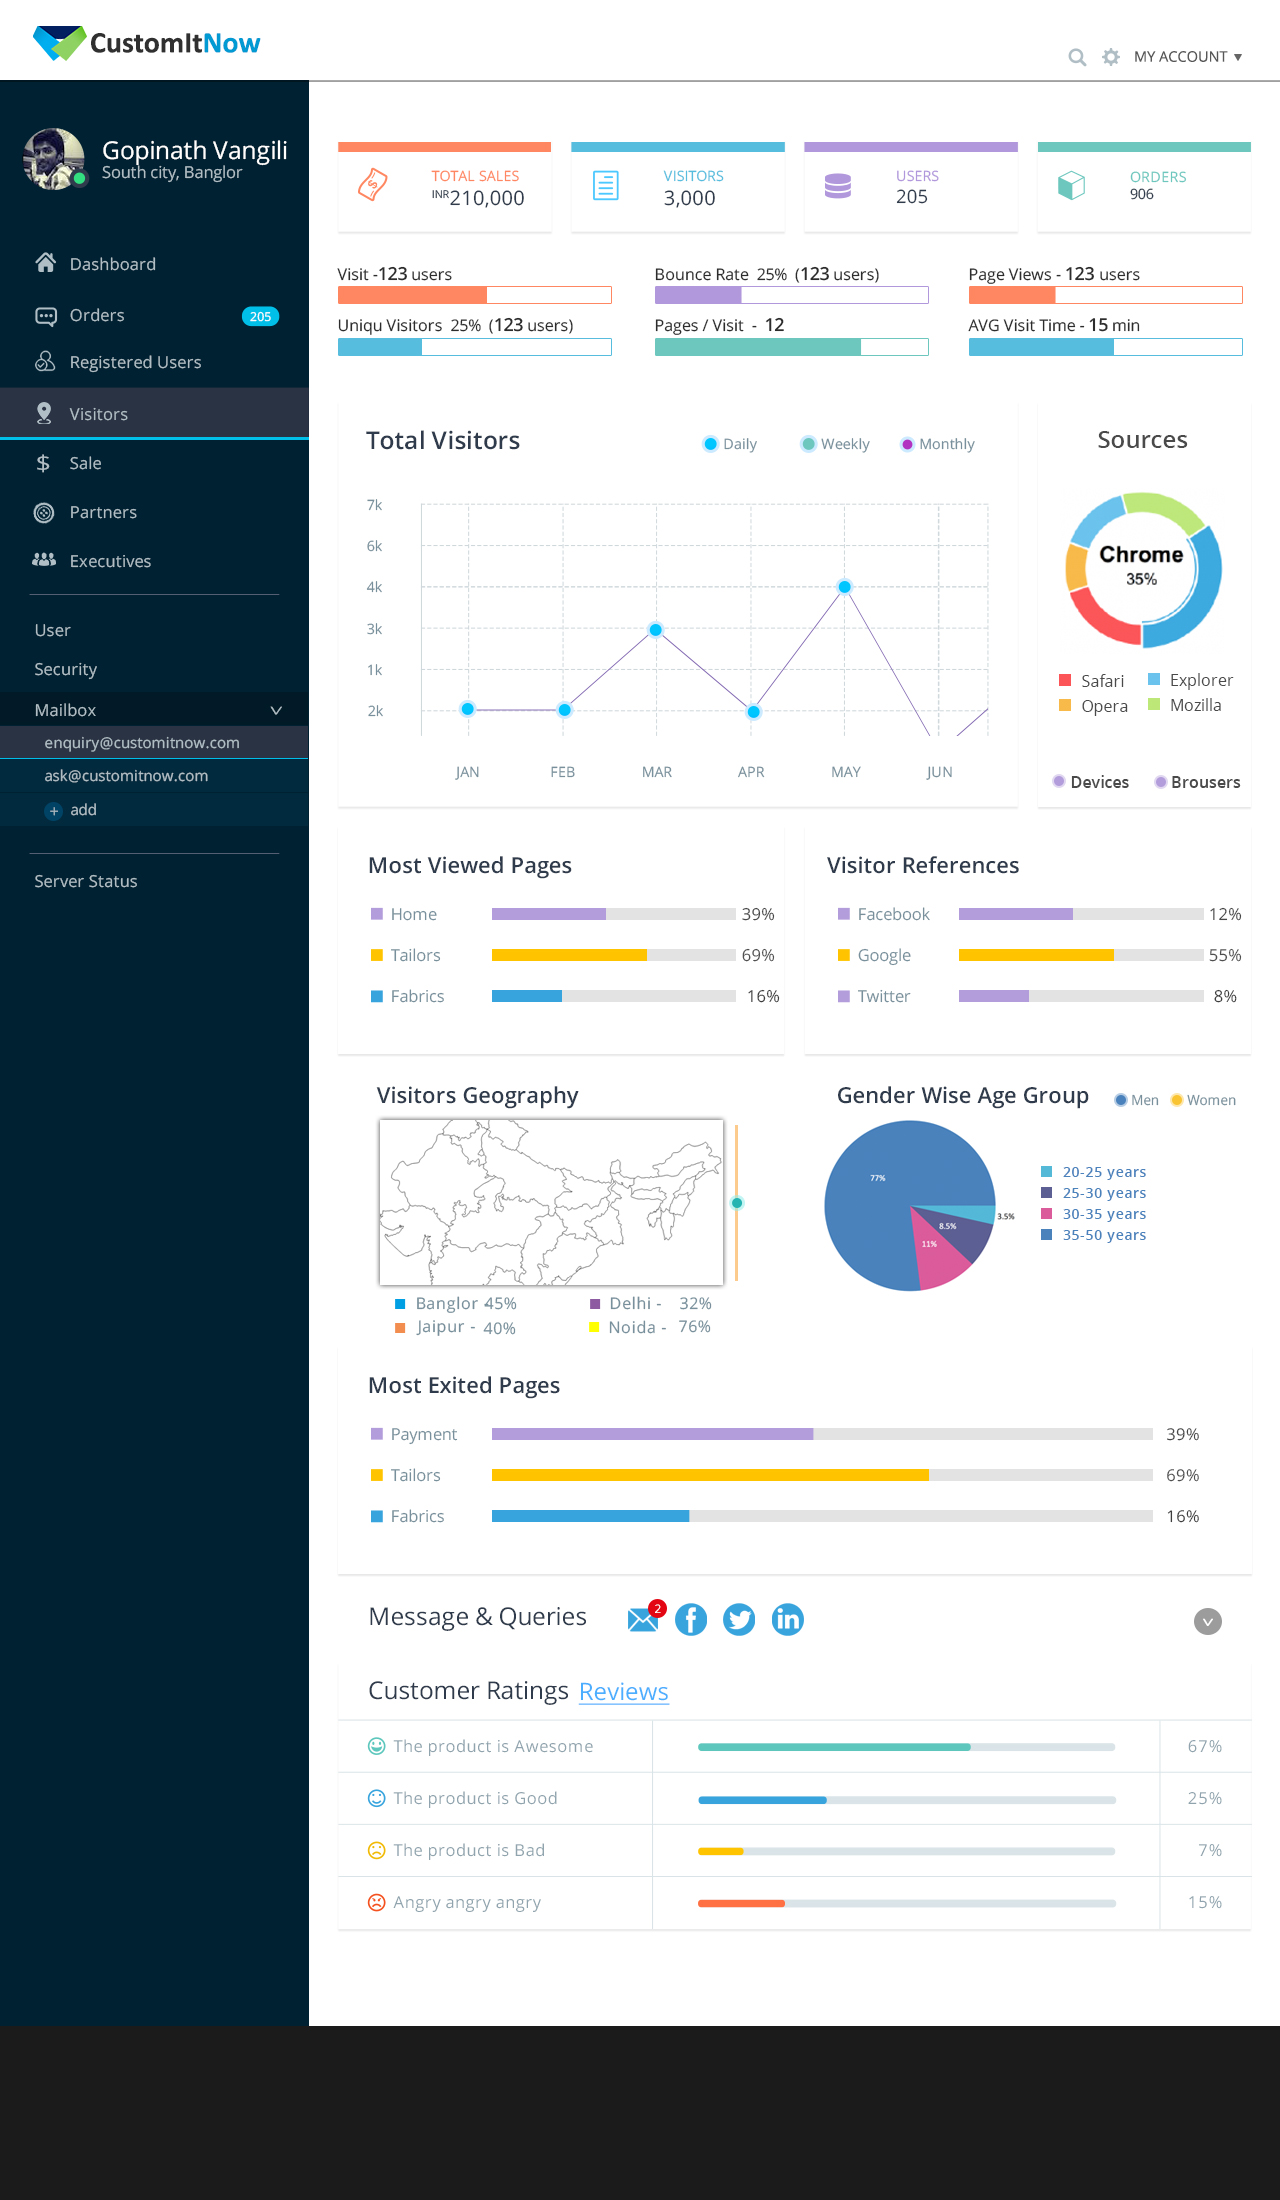 CustomItNow
MY ACCOUNT
Gopinath Vangili
South city, Banglor
Dashboard
Orders 205
Registered Users
Visitors
Sale
Partners
Executives
User
Security
Mailbox
enquiry@customitnow.com
ask@customitnow.com
+ add
Server Status
TOTAL SALES
INR210,000
VISITORS
3,000
USERS
205
ORDERS
906
Visit -123 users
Bounce Rate 25% (123 users)
Page Views - 123 users
Uniqu Visitors 25% (123 users)
Pages / Visit - 12
AVG Visit Time - 15 min
Total Visitors
Daily Weekly Monthly
7k
6k
4k
3k
1k
2k
JAN FEB MAR APR MAY JUN
Sources
Chrome
35%
Safari Explorer
Opera Mozilla
Devices Brousers
Most Viewed Pages
Home 39%
Tailors 69%
Fabrics 16%
Visitor References
Facebook 12%
Google 55%
Twitter 8%
Visitors Geography
Banglor -45% Delhi - 32%
Jaipur - 40% Noida - 76%
Gender Wise Age Group Men Women
77%
3.5%
8.5%
11%
20-25 years
25-30 years
30-35 years
35-50 years
Most Exited Pages
Payment 39%
Tailors 69%
Fabrics 16%
Message & Queries 2
Customer Ratings Reviews
The product is Awesome 67%
The product is Good 25%
The product is Bad 7%
Angry angry angry 15%